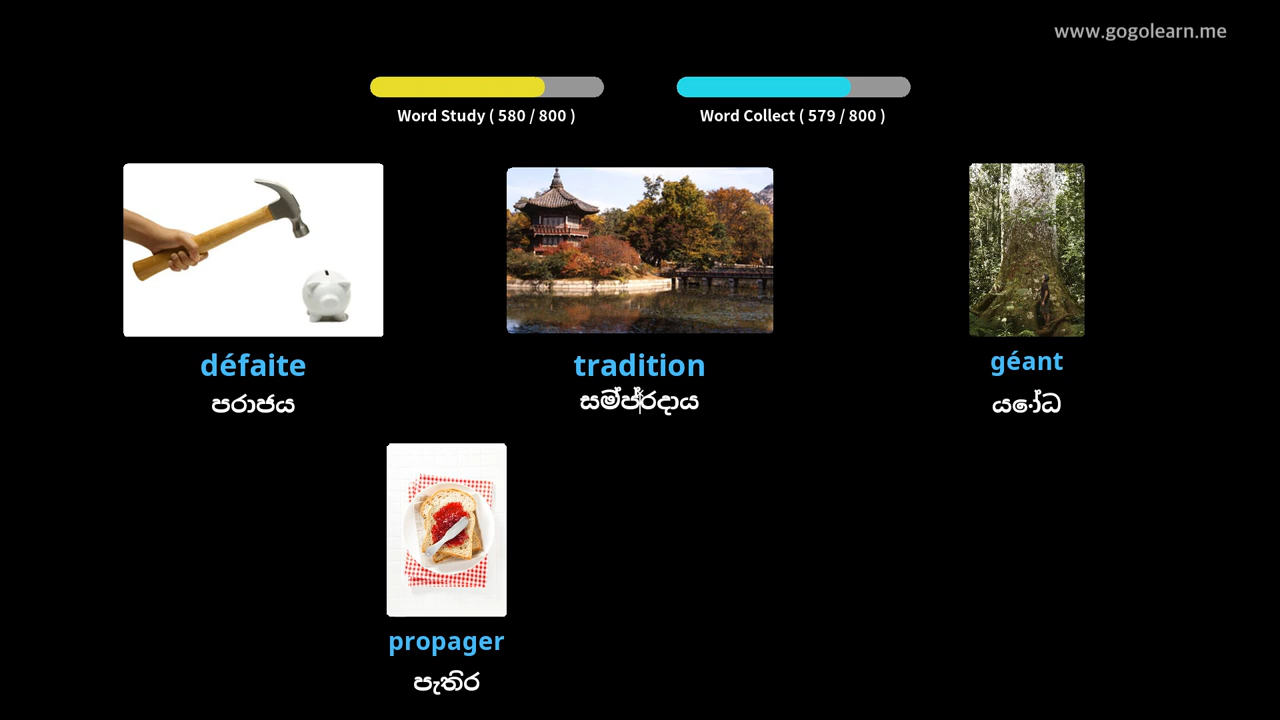 www.gogolearn.me
Word Study ( 580 / 800 )
Word Collect ( 579 / 800 )
défaite
පරාජය
tradition
සම්ප්‍රදාය
géant
propager
පැතිර